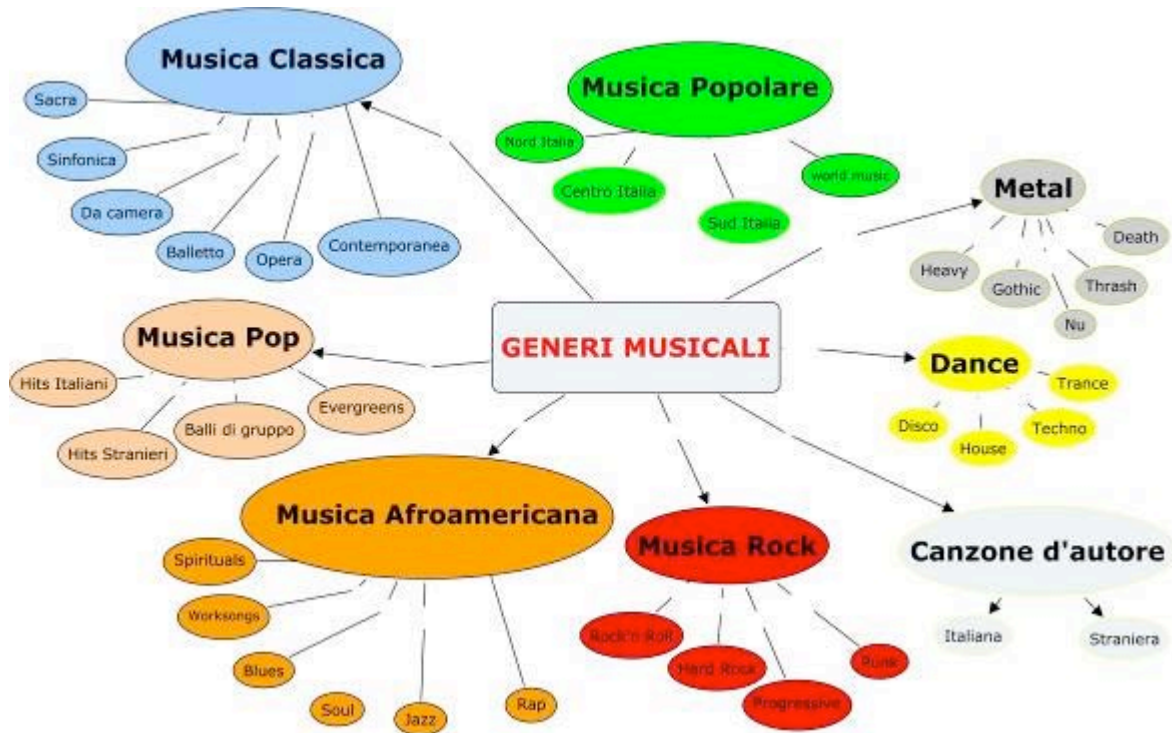 Musica Classica
Sacra
Sinfonica
Da camera
Balletto
Opera
Contemporanea
Musica Popolare
Nord Italia
Centro Italia
Sud Italia
world music
Metal
Heavy
Gothic
Nu
Thrash
Death
GENERI MUSICALI
Musica Pop
Hits Italiani
Hits Stranieri
Balli di gruppo
Evergreens
Dance
Disco
House
Techno
Trance
Musica Afroamericana
Spirituals
Worksongs
Blues
Soul
Jazz
Rap
Musica Rock
Rock'n Roll
Hard Rock
Progressive
Punk
Canzone d'autore
Italiana
Straniera